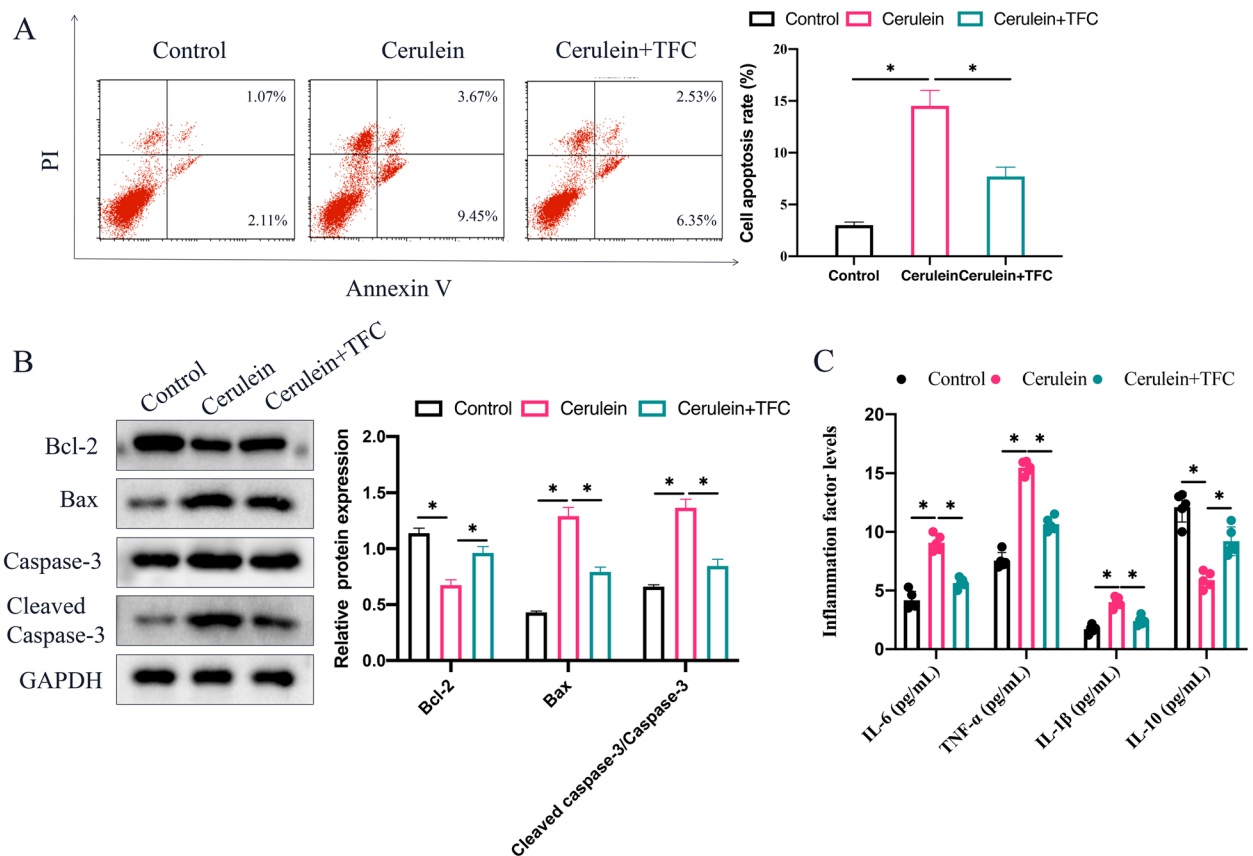 A
Control
Cerulein
Cerulein+TFC
1.07%
3.67%
2.53%
2.11%
9.45%
6.35%
PI
Annexin V
Control
Cerulein
Cerulein+TFC
Cell apoptosis rate (%)
20
15
10
5
0
*
*
Control
Cerulein
Cerulein+TFC
B
Control
Cerulein
Cerulein+TFC
Bcl-2
Bax
Caspase-3
Cleaved
Caspase-3
GAPDH
Control
Cerulein
Cerulein+TFC
Relative protein expression
2.0
1.5
1.0
0.5
0.0
*
*
*
*
*
*
Bcl-2
Bax
Cleaved caspase-3/Caspase-3
C
Control
Cerulein
Cerulein+TFC
Inflammation factor levels
20
15
10
5
0
*
*
*
*
*
*
*
*
IL-6 (pg/mL)
TNF-α (pg/mL)
IL-1β (pg/mL)
IL-10 (pg/mL)